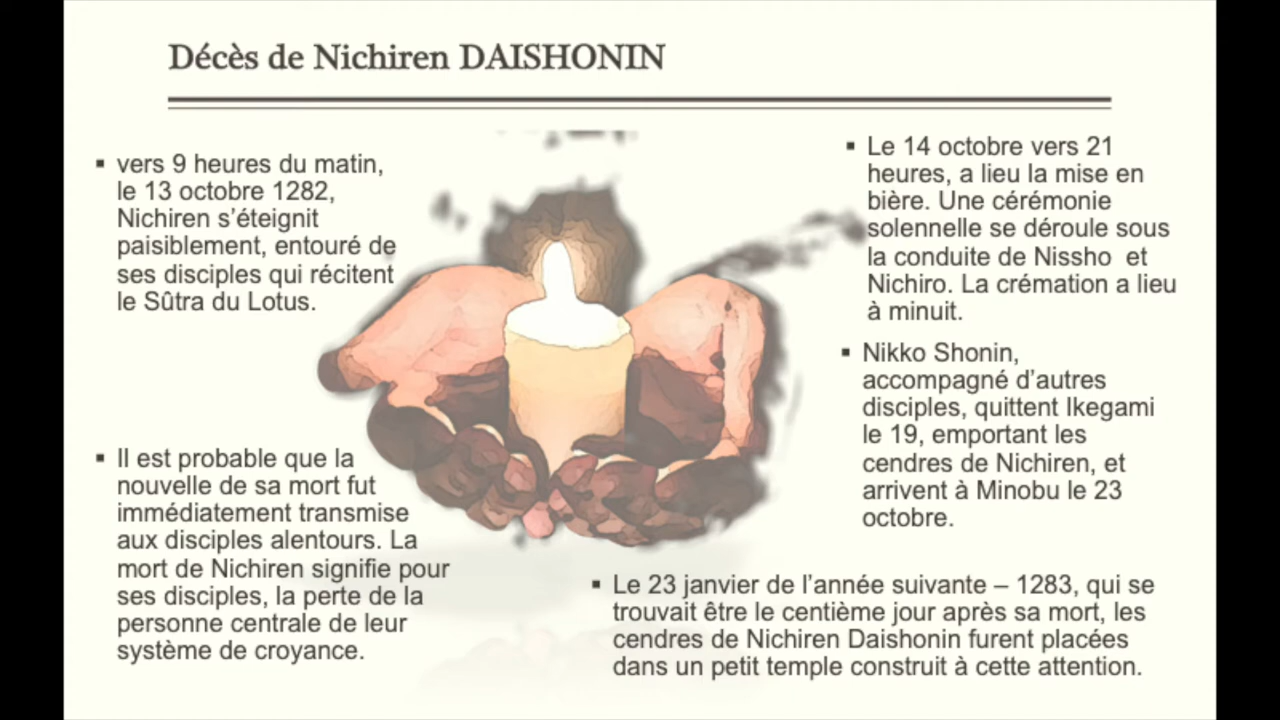 Décès de Nichiren DAISHONIN
▪ vers 9 heures du matin,
le 13 octobre 1282,
Nichiren s’éteignit
paisiblement, entouré de
ses disciples qui récitent
le Sûtra du Lotus.
▪ Il est probable que la
nouvelle de sa mort fut
immédiatement transmise
aux disciples alentours. La
mort de Nichiren signifie pour
ses disciples, la perte de la
personne centrale de leur
système de croyance.
▪ Le 14 octobre vers 21
heures, a lieu la mise en
bière. Une cérémonie
solennelle se déroule sous
la conduite de Nissho et
Nichiro. La crémation a lieu
à minuit.
▪ Nikko Shonin,
accompagné d’autres
disciples, quittent Ikegami
le 19, emportant les
cendres de Nichiren, et
arrivent à Minobu le 23
octobre.
▪ Le 23 janvier de l’année suivante – 1283, qui se
trouvait être le centième jour après sa mort, les
cendres de Nichiren Daishonin furent placées
dans un petit temple construit à cette attention.